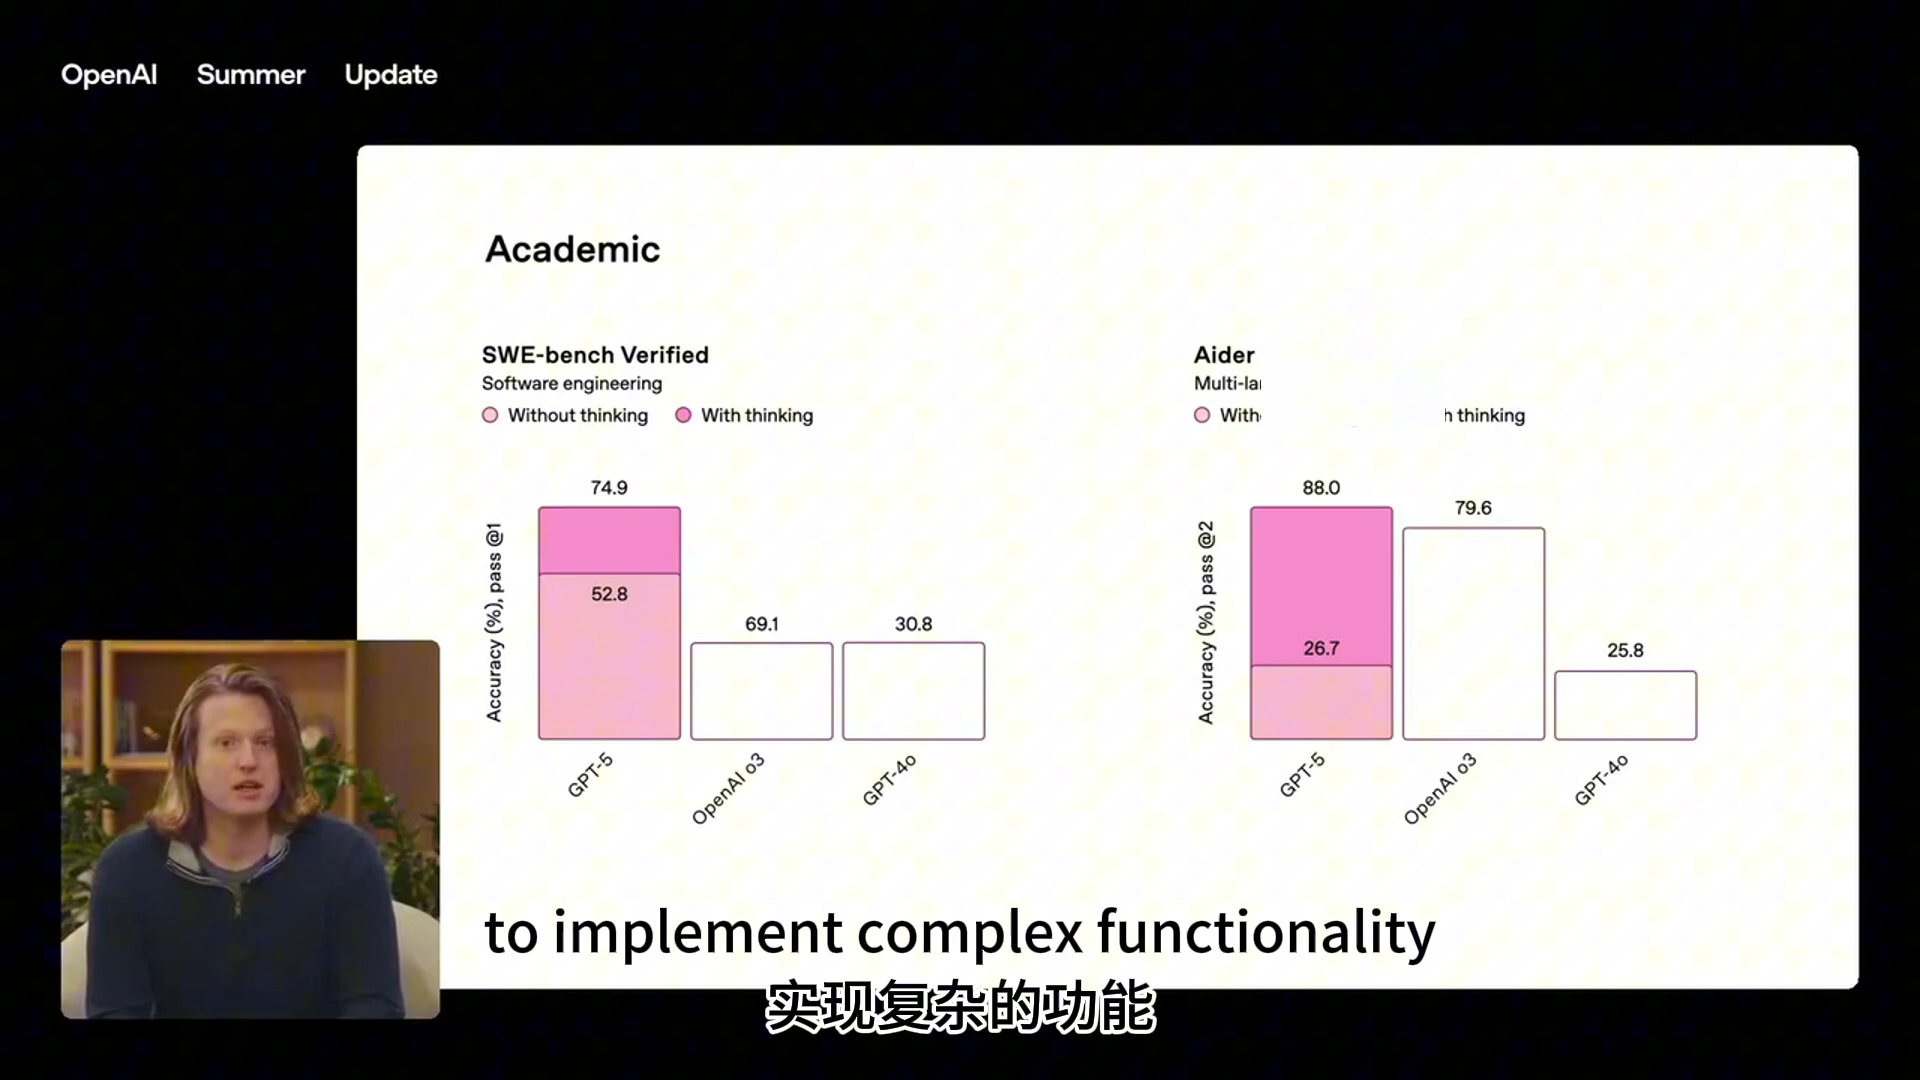 OpenAI Summer Update
Academic
SWE-bench Verified
Software engineering
Without thinking
With thinking
Accuracy (%), pass @1
74.9
52.8
69.1
30.8
GPT-5
OpenAI o3
GPT-4o
Aider
Multi-la
With
h thinking
Accuracy (%), pass @2
88.0
26.7
79.6
25.8
GPT-5
OpenAI o3
GPT-4o
to implement complex functionality
实现复杂的功能